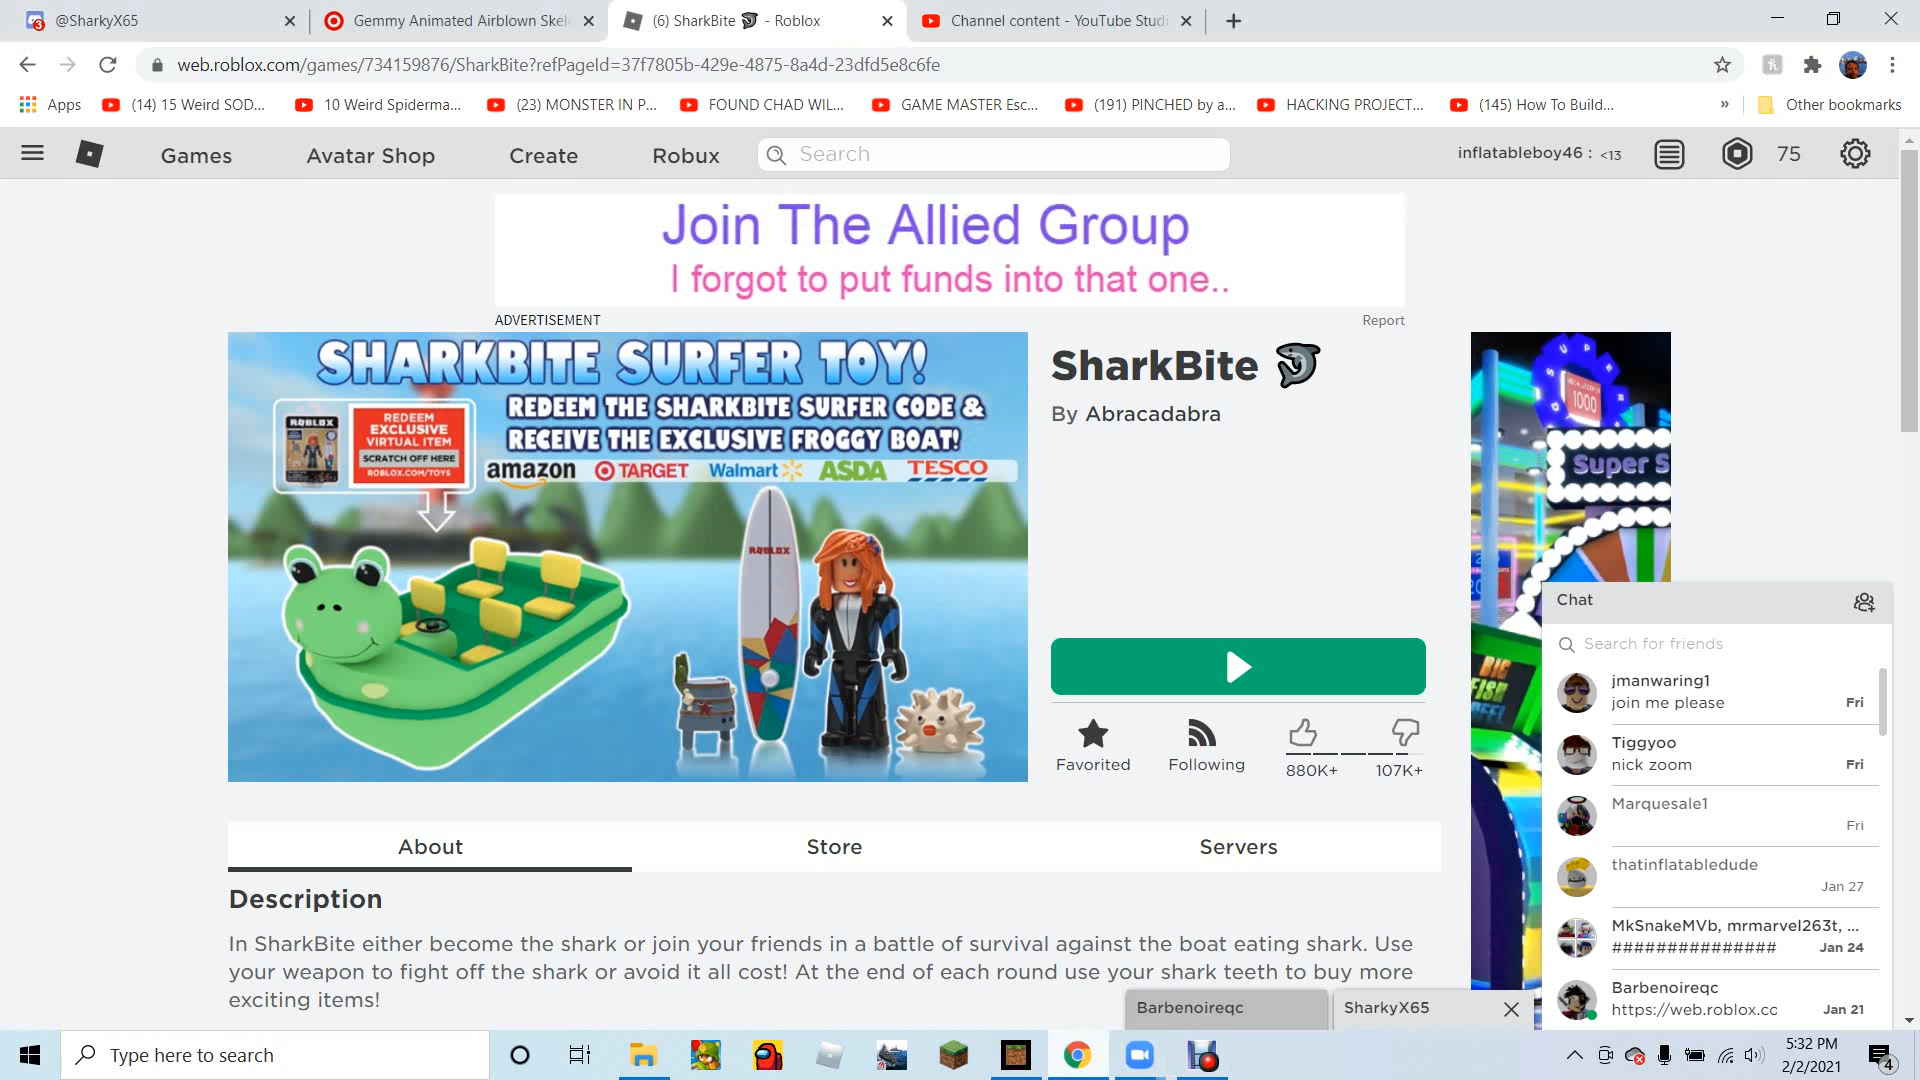 @SharkyX65
Gemmy Animated Airblown Skel
(6) SharkBite 🦈 - Roblox
Channel content - YouTube Studi
web.roblox.com/games/734159876/SharkBite?refPageId=37f7805b-429e-4875-8a4d-23dfd5e8c6fe
Apps
(14) 15 Weird SOD...
10 Weird Spiderma...
(23) MONSTER IN P...
FOUND CHAD WIL...
GAME MASTER Esc...
(191) PINCHED by a...
HACKING PROJECT...
(145) How To Build...
»
Other bookmarks
Games
Avatar Shop
Create
Robux
Search
inflatableboy46 : <13
75
Join The Allied Group
I forgot to put funds into that one..
ADVERTISEMENT
Report
SHARKBITE SURFER TOY!
REDEEM THE SHARKBITE SURFER CODE &
RECEIVE THE EXCLUSIVE FROGGY BOAT!
ROBLOX
REDEEM
EXCLUSIVE
VIRTUAL ITEM
SCRATCH OFF HERE
ROBLOX.COM/TOYS
amazon
TARGET
Walmart
ASDA
TESCO
ROBLOX
SharkBite 🦈
By Abracadabra
Favorited
Following
880K+
107K+
SUPER
1000
Super S
BIG
FISH
About
Store
Servers
Description
In SharkBite either become the shark or join your friends in a battle of survival against the boat eating shark. Use
your weapon to fight off the shark or avoid it all cost! At the end of each round use your shark teeth to buy more
exciting items!
Chat
Search for friends
jmanwaring1
join me please
Fri
Tiggyoo
nick zoom
Fri
Marquesale1
Fri
thatinflatabledude
Jan 27
MkSnakeMVb, mrmarvel263t, ...
###############
Jan 24
Barbenoireqc
https://web.roblox.cc
Jan 21
Barbenoireqc
SharkyX65
Type here to search
5:32 PM
2/2/2021
4